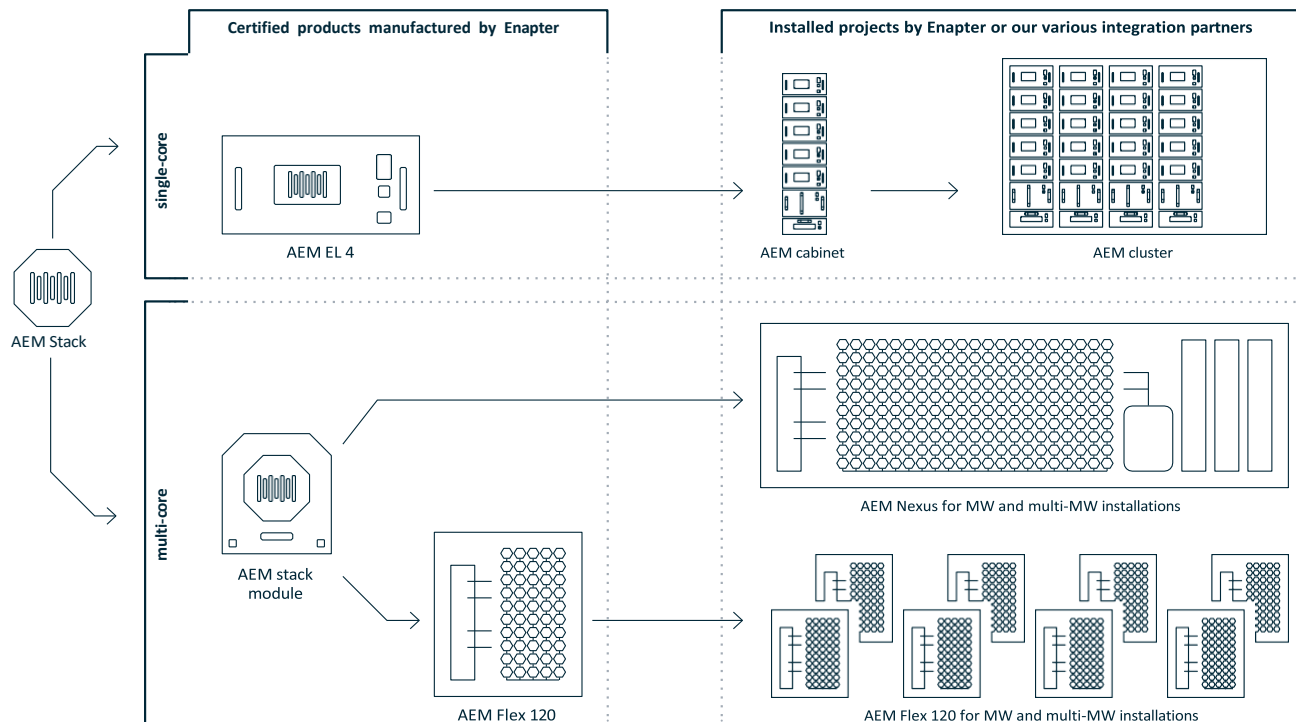 Certified products manufactured by Enapter
Installed projects by Enapter or our various integration partners
single-core
AEM EL 4
AEM cabinet
AEM cluster
AEM Stack
multi-core
AEM Nexus for MW and multi-MW installations
AEM stack
module
AEM Flex 120
AEM Flex 120 for MW and multi-MW installations